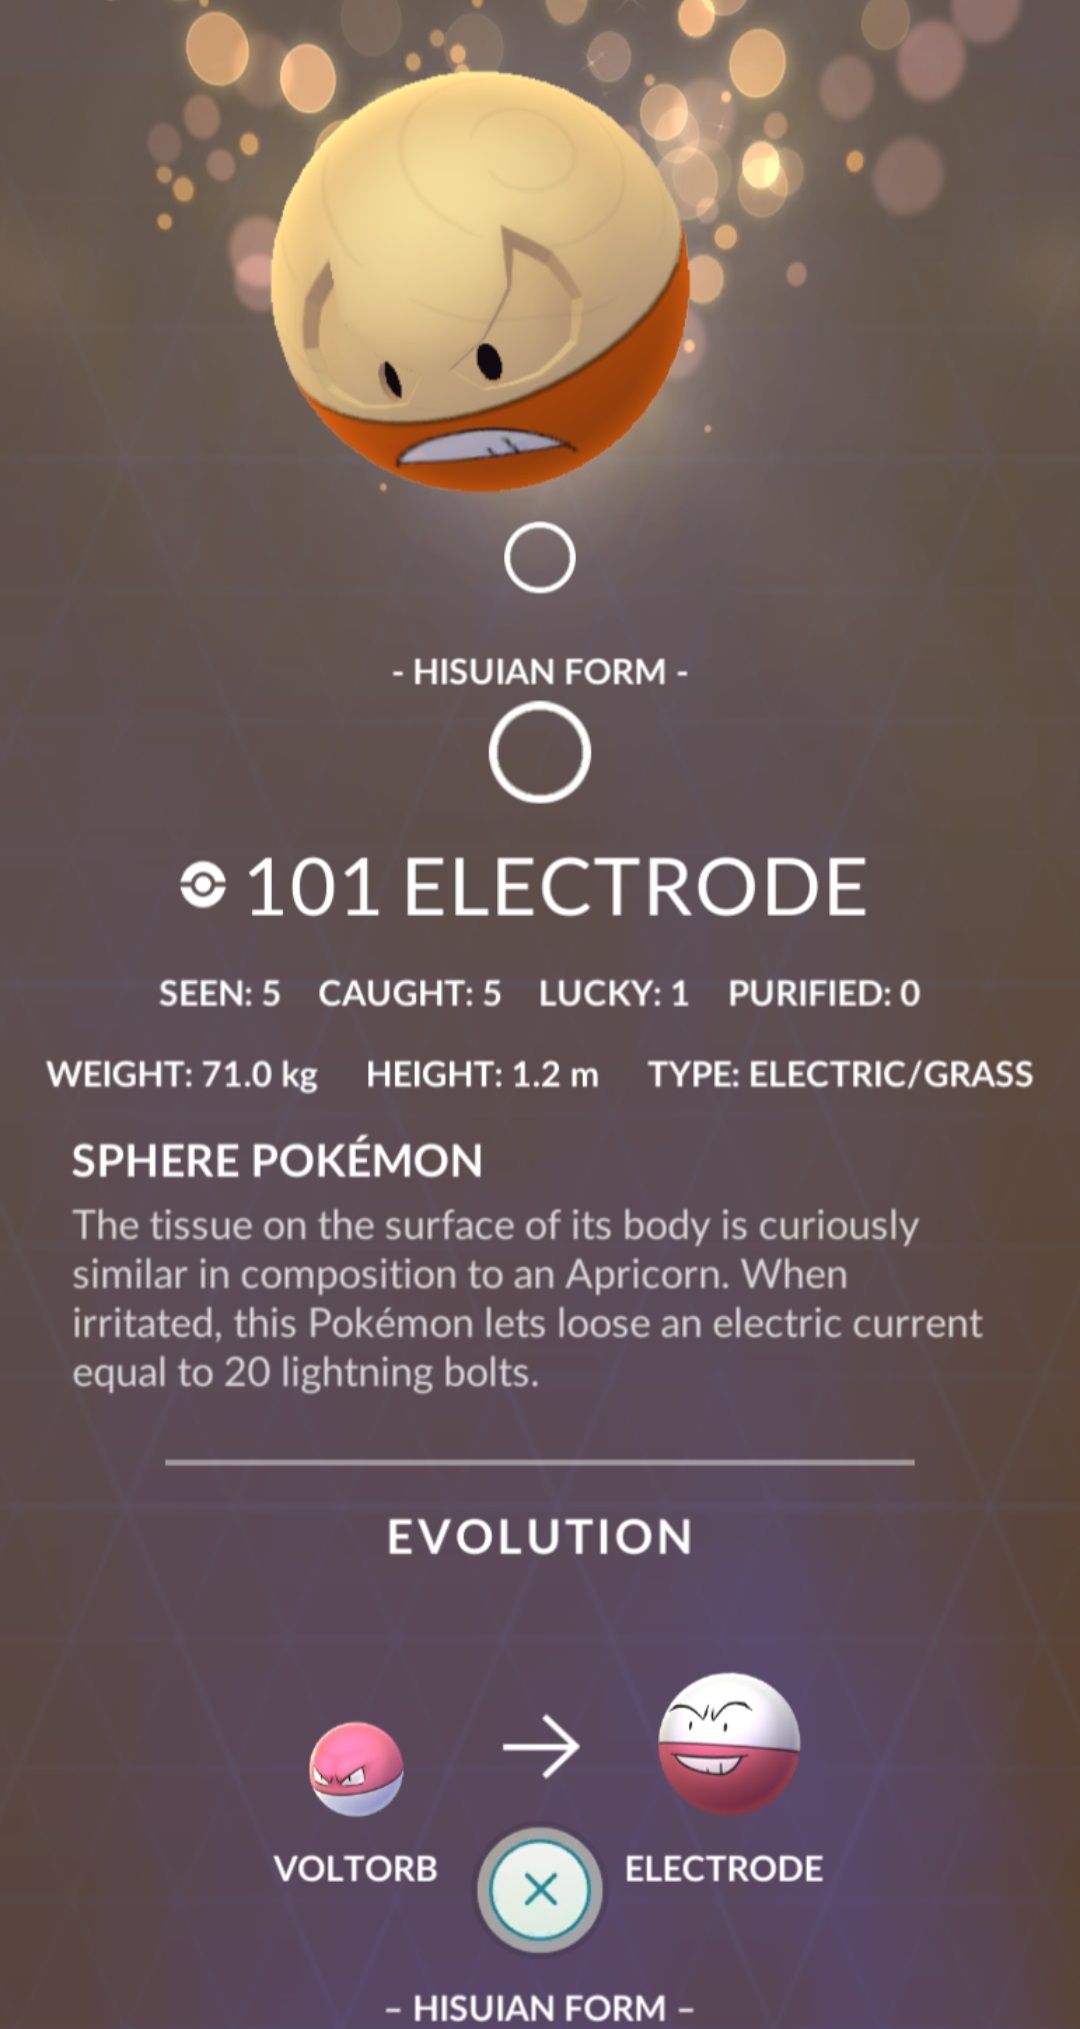 - HISUIAN FORM -
101 ELECTRODE
SEEN: 5 CAUGHT: 5 LUCKY: 1 PURIFIED: 0
WEIGHT: 71.0 kg HEIGHT: 1.2 m TYPE: ELECTRIC/GRASS
SPHERE POKÉMON
The tissue on the surface of its body is curiously
similar in composition to an Apricorn. When
irritated, this Pokémon lets loose an electric current
equal to 20 lightning bolts.
EVOLUTION
VOLTORB ELECTRODE
– HISUIAN FORM –